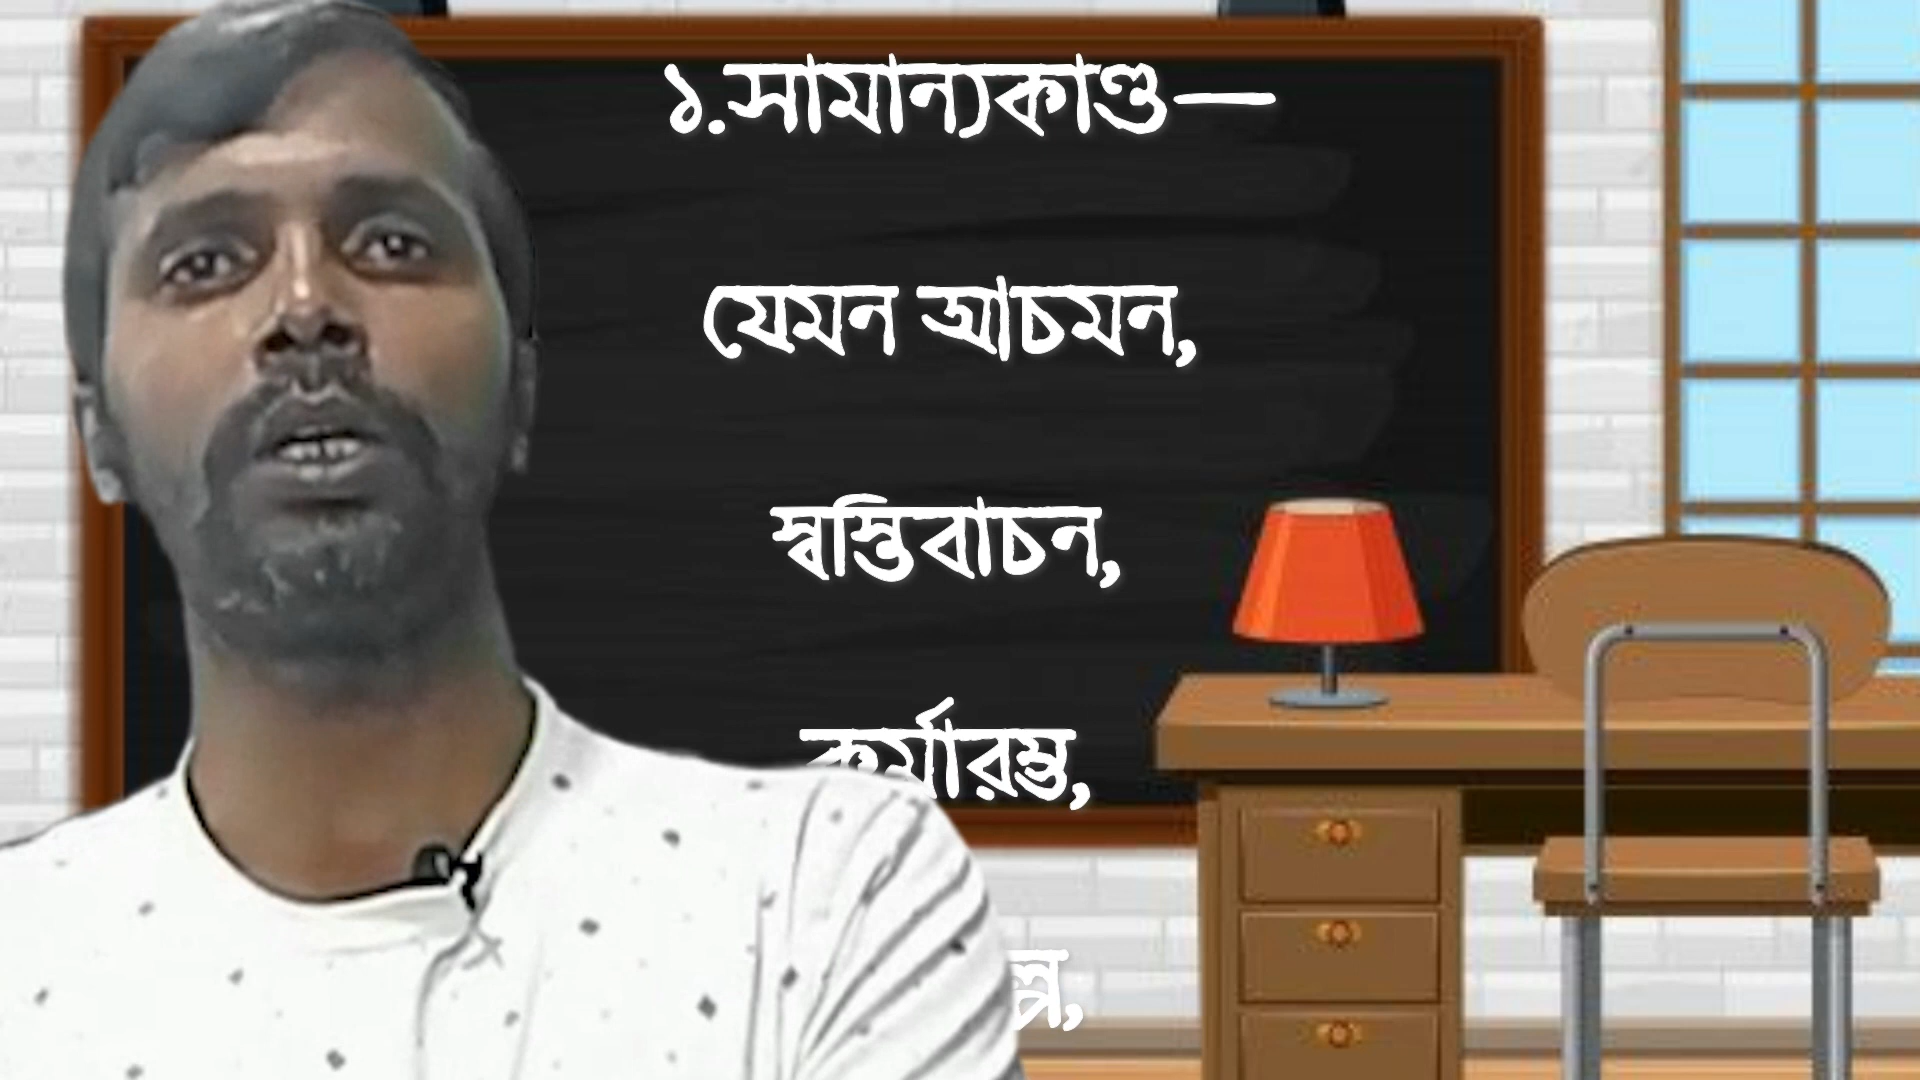 ১.সামান্যকাণ্ড—
যেমন আচমন,
স্বস্তিবাচন,
কর্মারম্ভ,